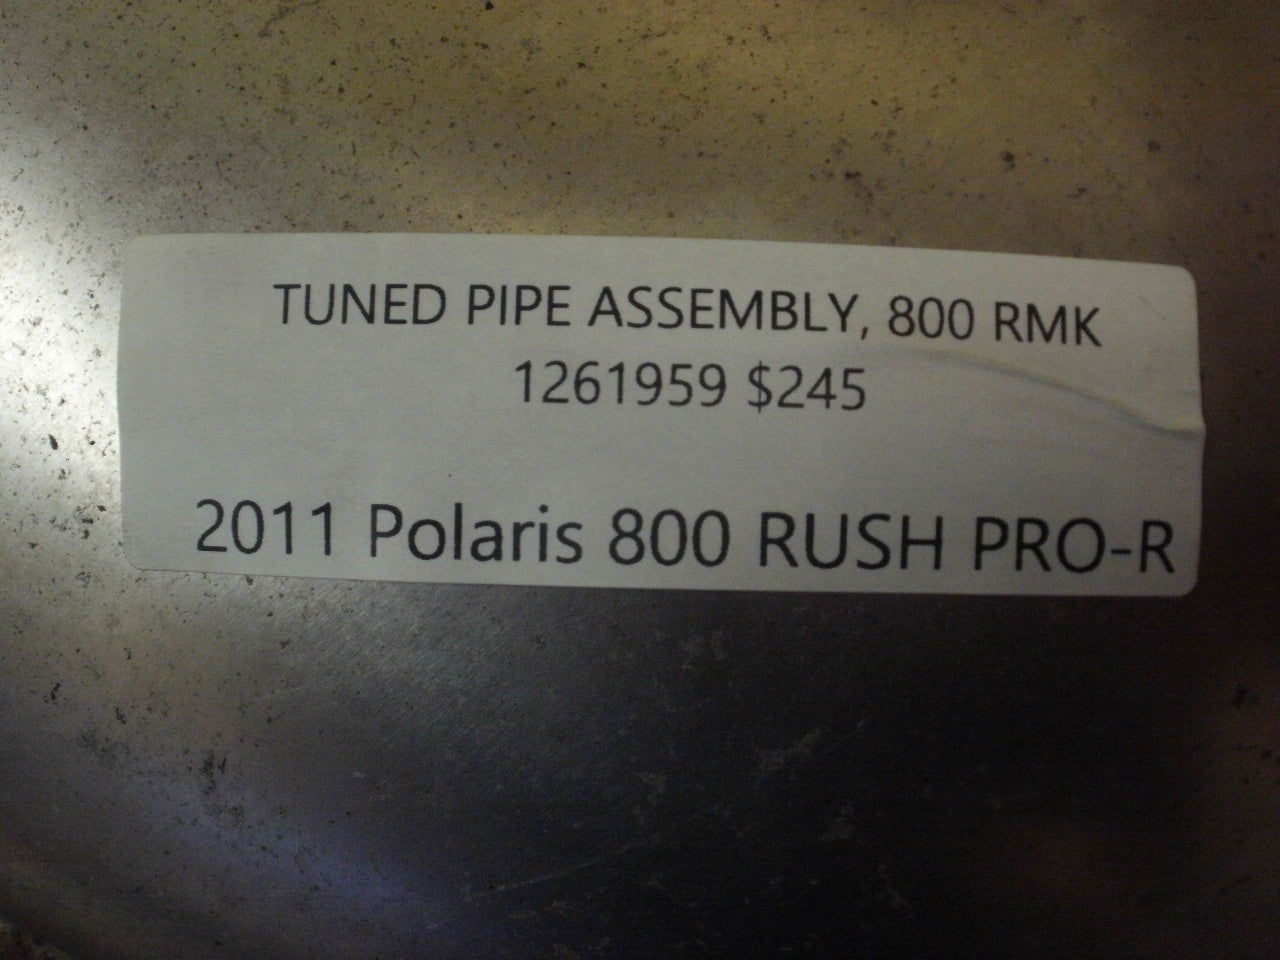 TUNED PIPE ASSEMBLY, 800 RMK
1261959 $245
2011 Polaris 800 RUSH PRO-R